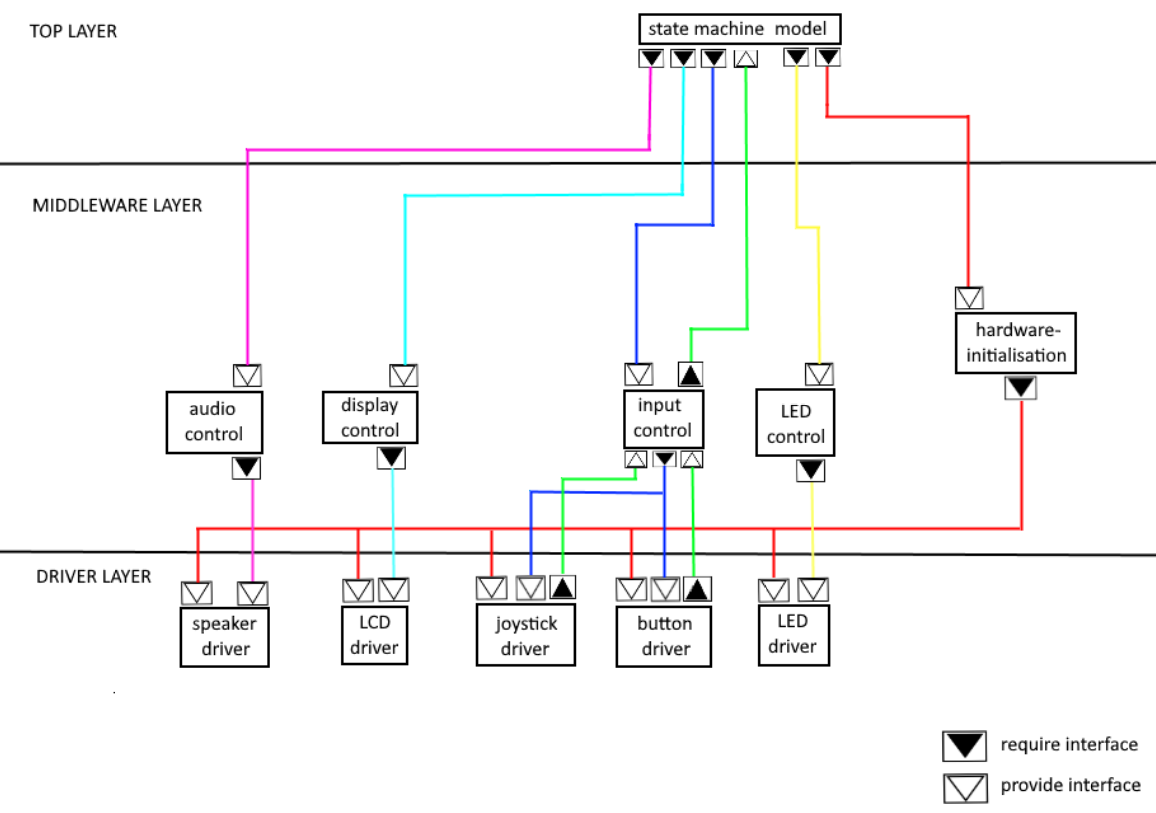 TOP LAYER
state machine model
MIDDLEWARE LAYER
hardware-
initialisation
audio
control
display
control
input
control
LED
control
DRIVER LAYER
speaker
driver
LCD
driver
joystick
driver
button
driver
LED
driver
require interface
provide interface